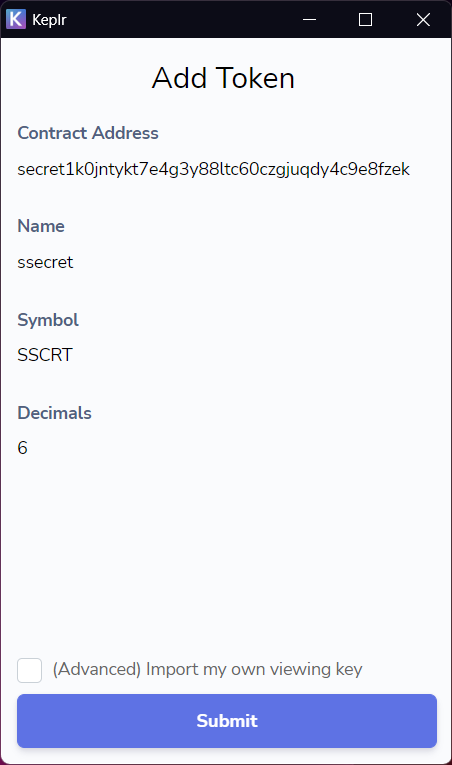 Keplr
Add Token
Contract Address
secret1k0jntykt7e4g3y88ltc60czgjuqdy4c9e8fzek
Name
ssecret
Symbol
SSCRT
Decimals
6
(Advanced) Import my own viewing key
Submit